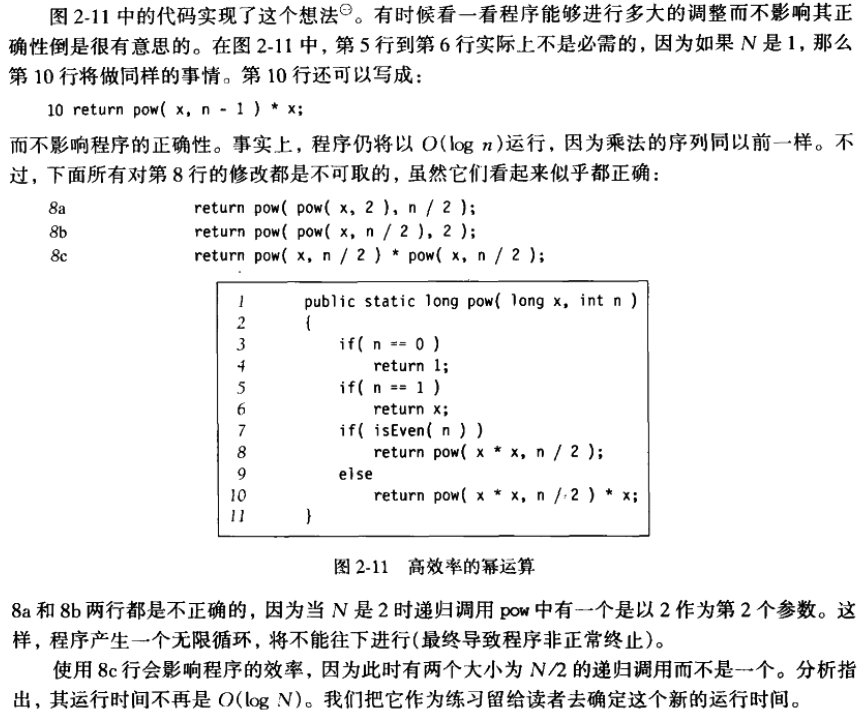 图 2-11 中的代码实现了这个想法㊀。有时候看一看程序能够进行多大的调整而不影响其正
确性倒是很有意思的。在图 2-11 中，第 5 行到第 6 行实际上不是必需的，因为如果 N 是 1，那么
第 10 行将做同样的事情。第 10 行还可以写成：
10 return pow( x, n - 1 ) * x;
而不影响程序的正确性。事实上，程序仍将以 O(log n)运行，因为乘法的序列同以前一样。不
过，下面所有对第 8 行的修改都是不可取的，虽然它们看起来似乎都正确：
8a return pow( pow( x, 2 ), n / 2 );
8b return pow( pow( x, n / 2 ), 2 );
8c return pow( x, n / 2 ) * pow( x, n / 2 );
1 public static long pow( long x, int n )
2 {
3 if( n == 0 )
4 return 1;
5 if( n == 1 )
6 return x;
7 if( isEven( n ) )
8 return pow( x * x, n / 2 );
9 else
10 return pow( x * x, n / 2 ) * x;
11 }
图 2-11 高效率的幂运算
8a 和 8b 两行都是不正确的，因为当 N 是 2 时递归调用 pow 中有一个是以 2 作为第 2 个参数。这
样，程序产生一个无限循环，将不能往下进行(最终导致程序非正常终止)。
使用 8c 行会影响程序的效率，因为此时有两个大小为 N/2 的递归调用而不是一个。分析指
出，其运行时间不再是 O(log N)。我们把它作为练习留给读者去确定这个新的运行时间。